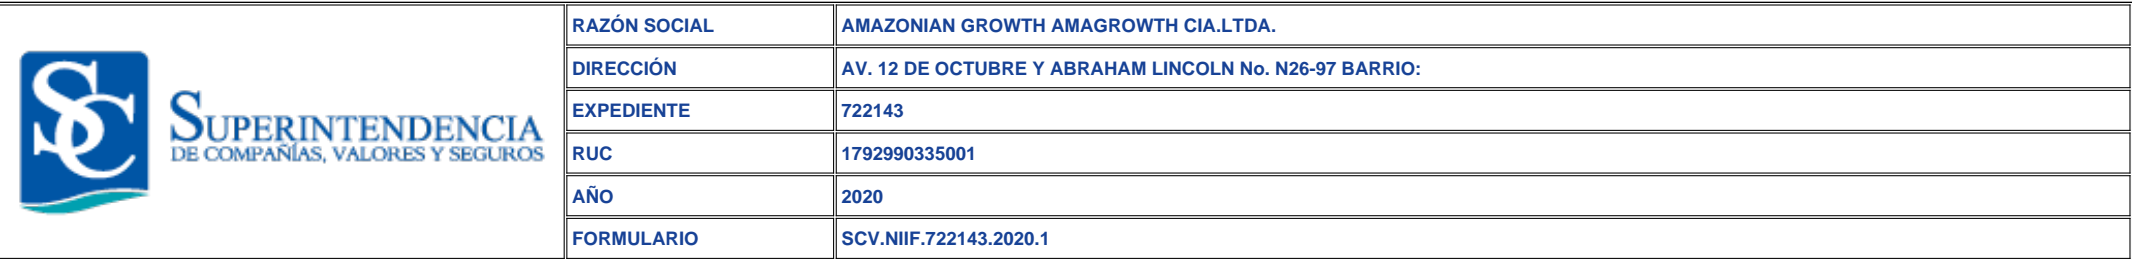 SC
SUPERINTENDENCIA
DE COMPAÑÍAS, VALORES Y SEGUROS
RAZÓN SOCIAL AMAZONIAN GROWTH AMAGROWTH CIA.LTDA.
DIRECCIÓN AV. 12 DE OCTUBRE Y ABRAHAM LINCOLN No. N26-97 BARRIO:
EXPEDIENTE 722143
RUC 1792990335001
AÑO 2020
FORMULARIO SCV.NIIF.722143.2020.1